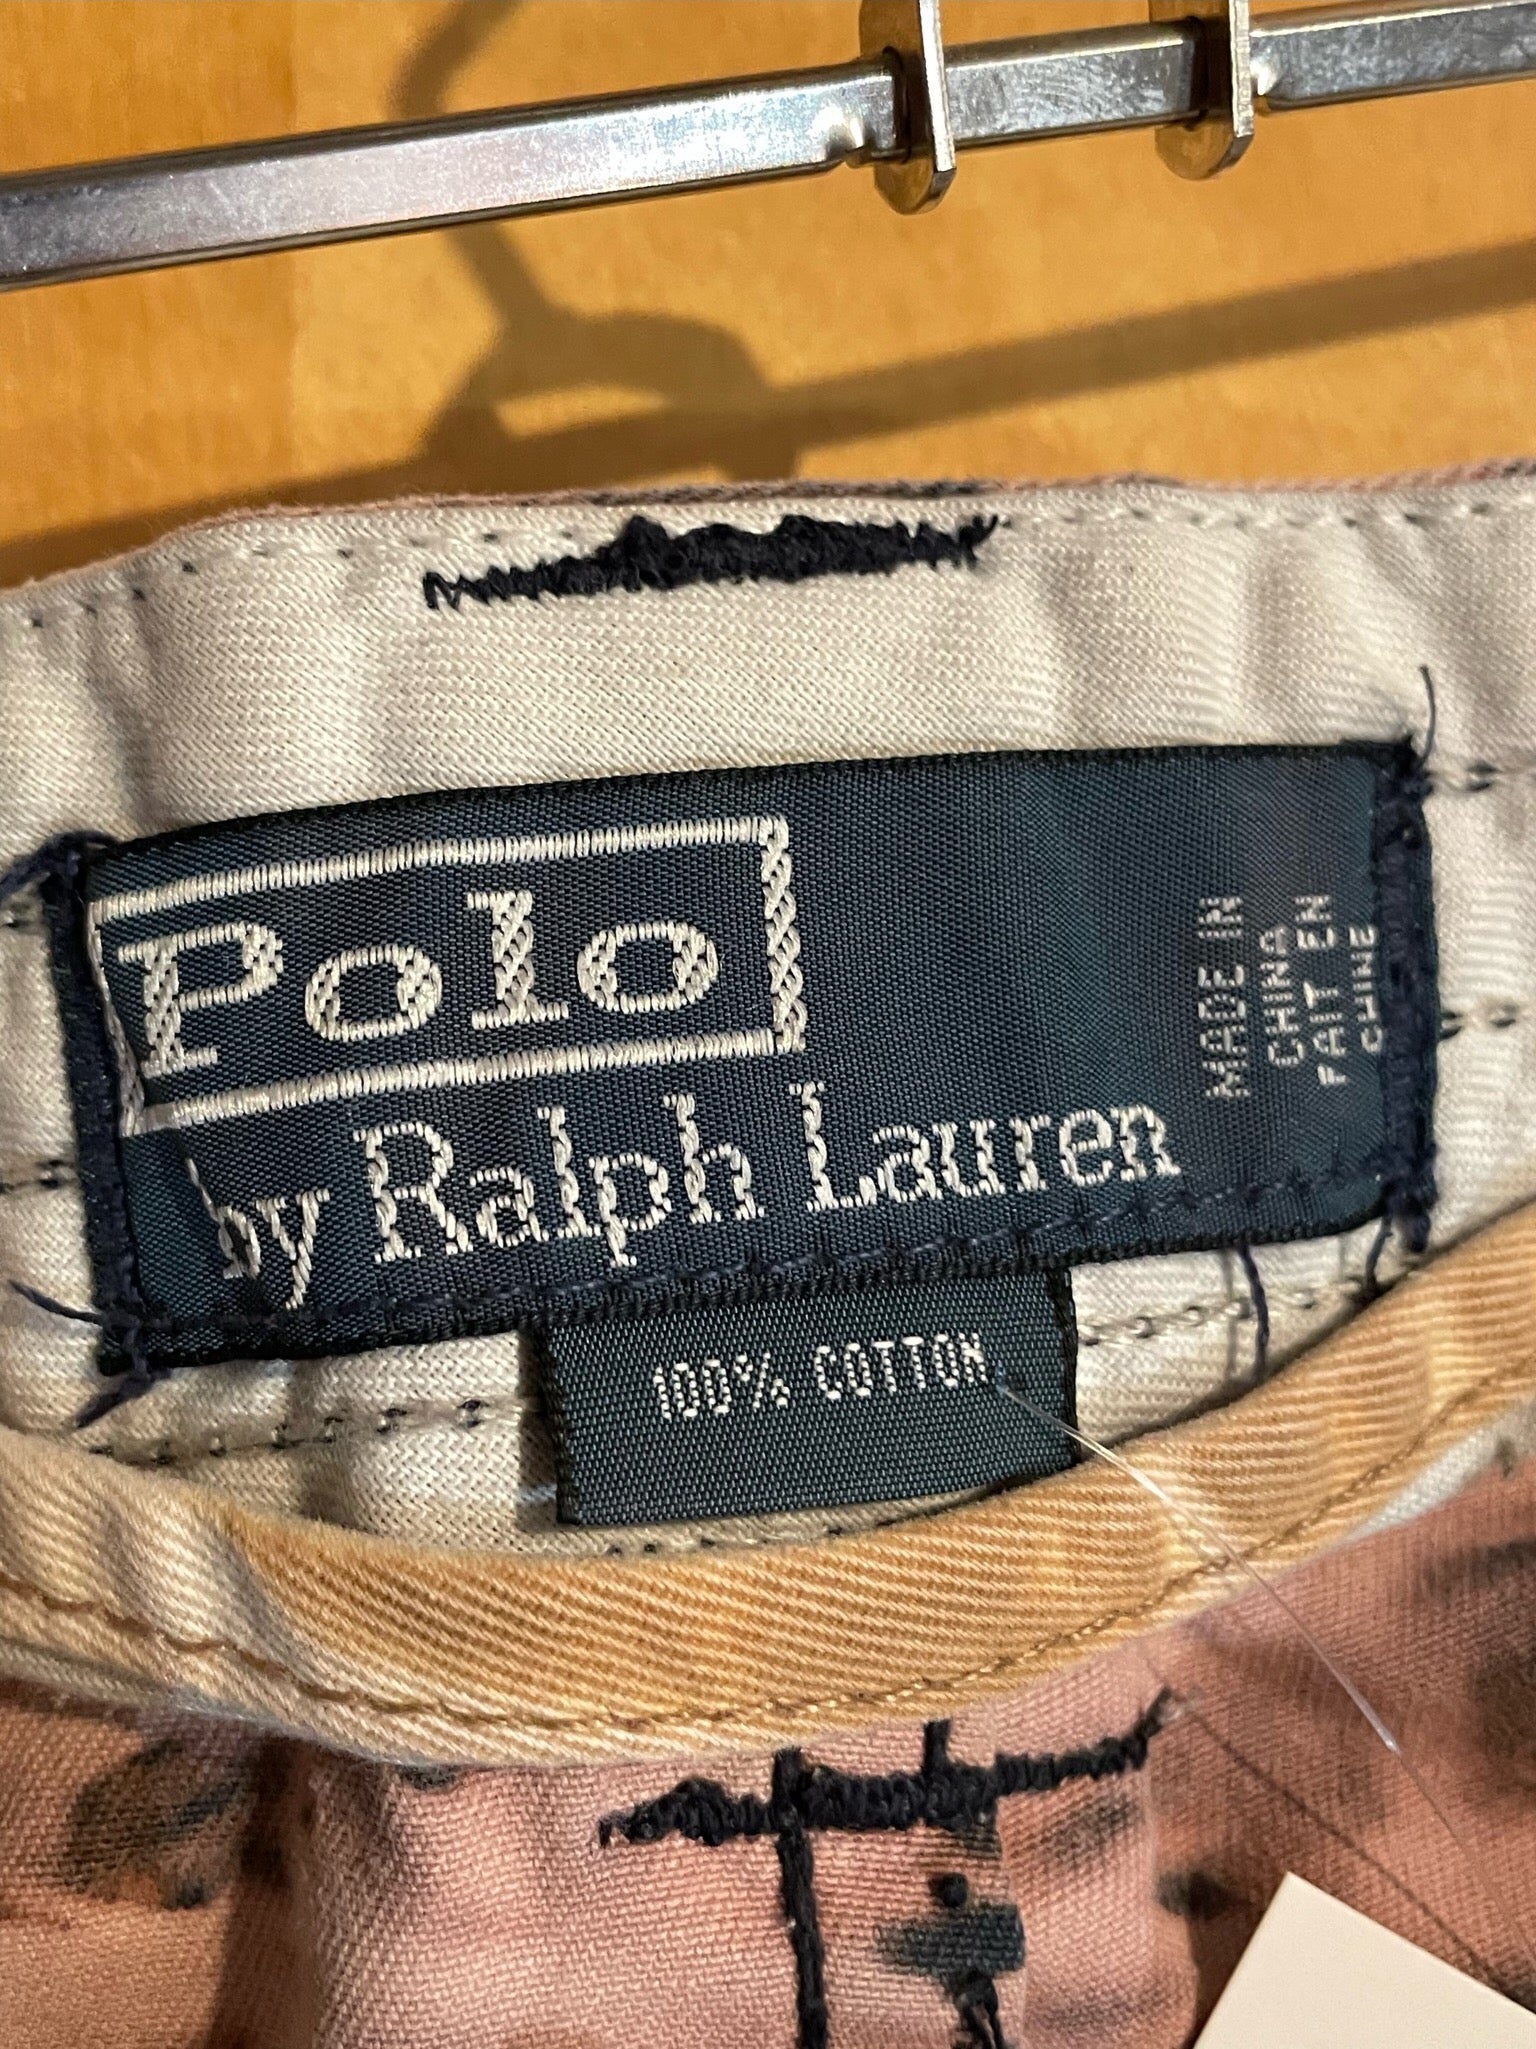 Polo
by Ralph Lauren
MADE IN
CHINA
FAIT EN
CHINE
100% COTTON